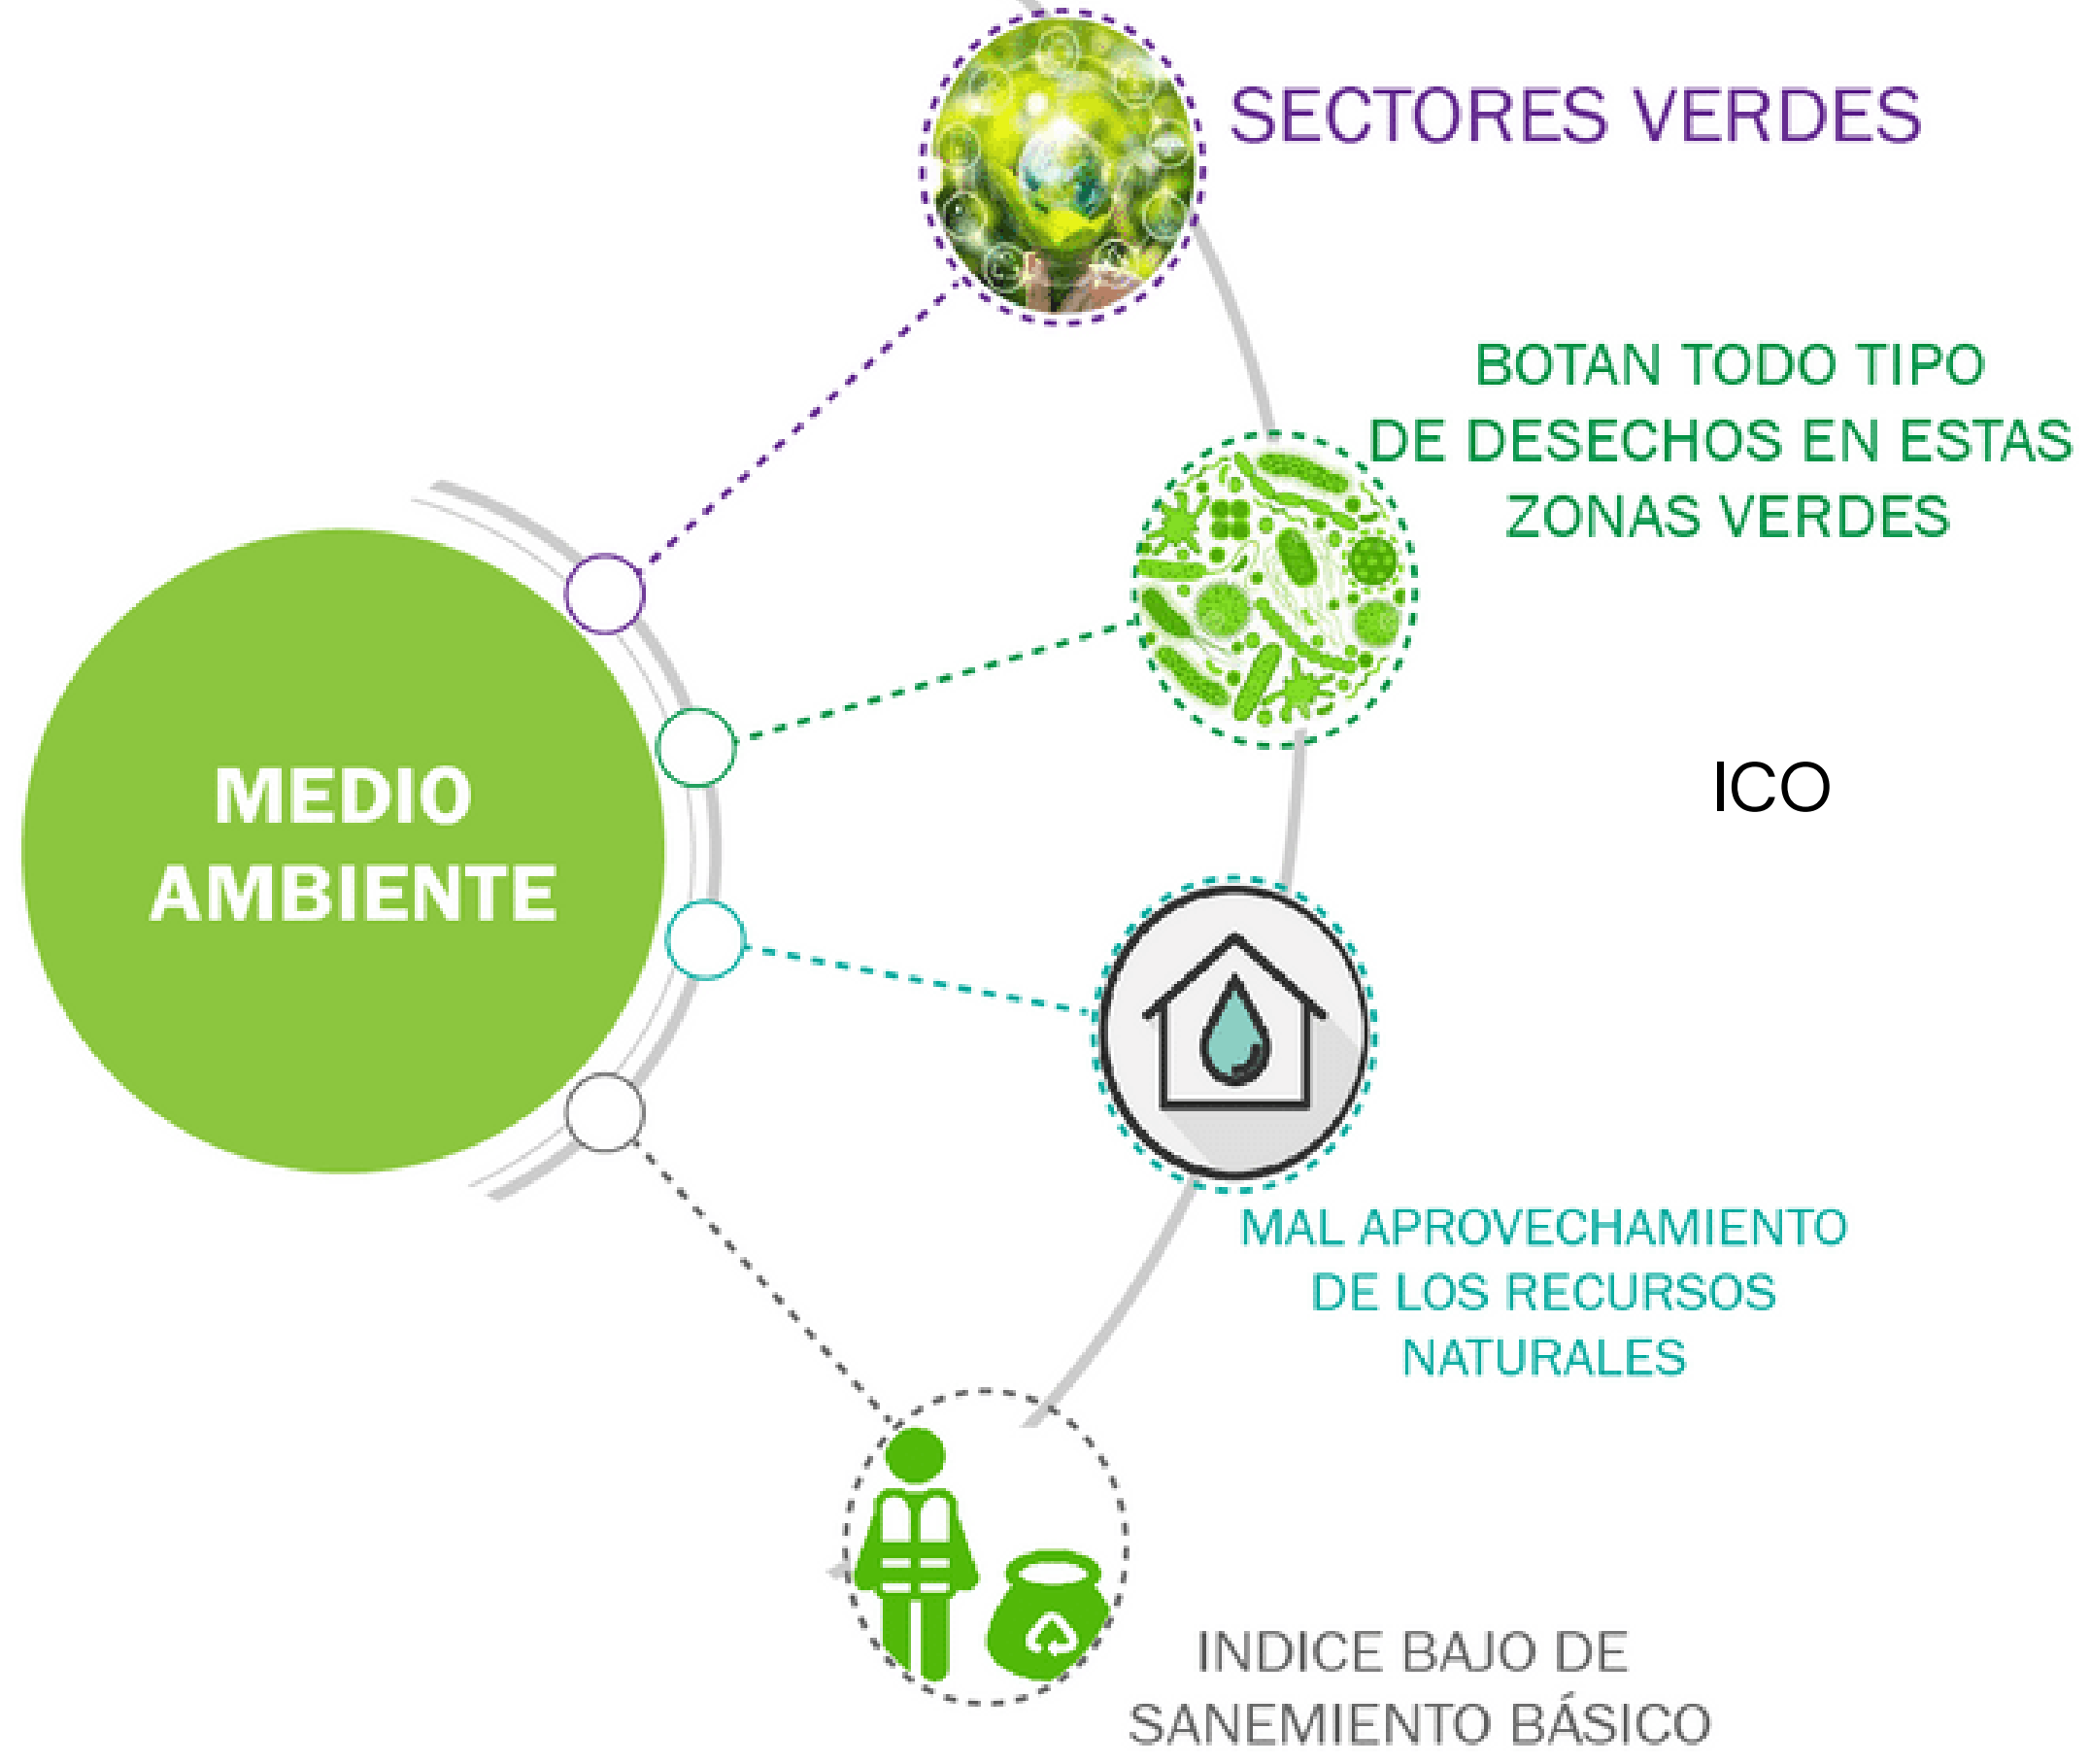 SECTORES VERDES
BOTAN TODO TIPO
DE DESECHOS EN ESTAS
ZONAS VERDES
ICO
MEDIO
AMBIENTE
MAL APROVECHAMIENTO
DE LOS RECURSOS
NATURALES
INDICE BAJO DE
SANEMIENTO BÁSICO